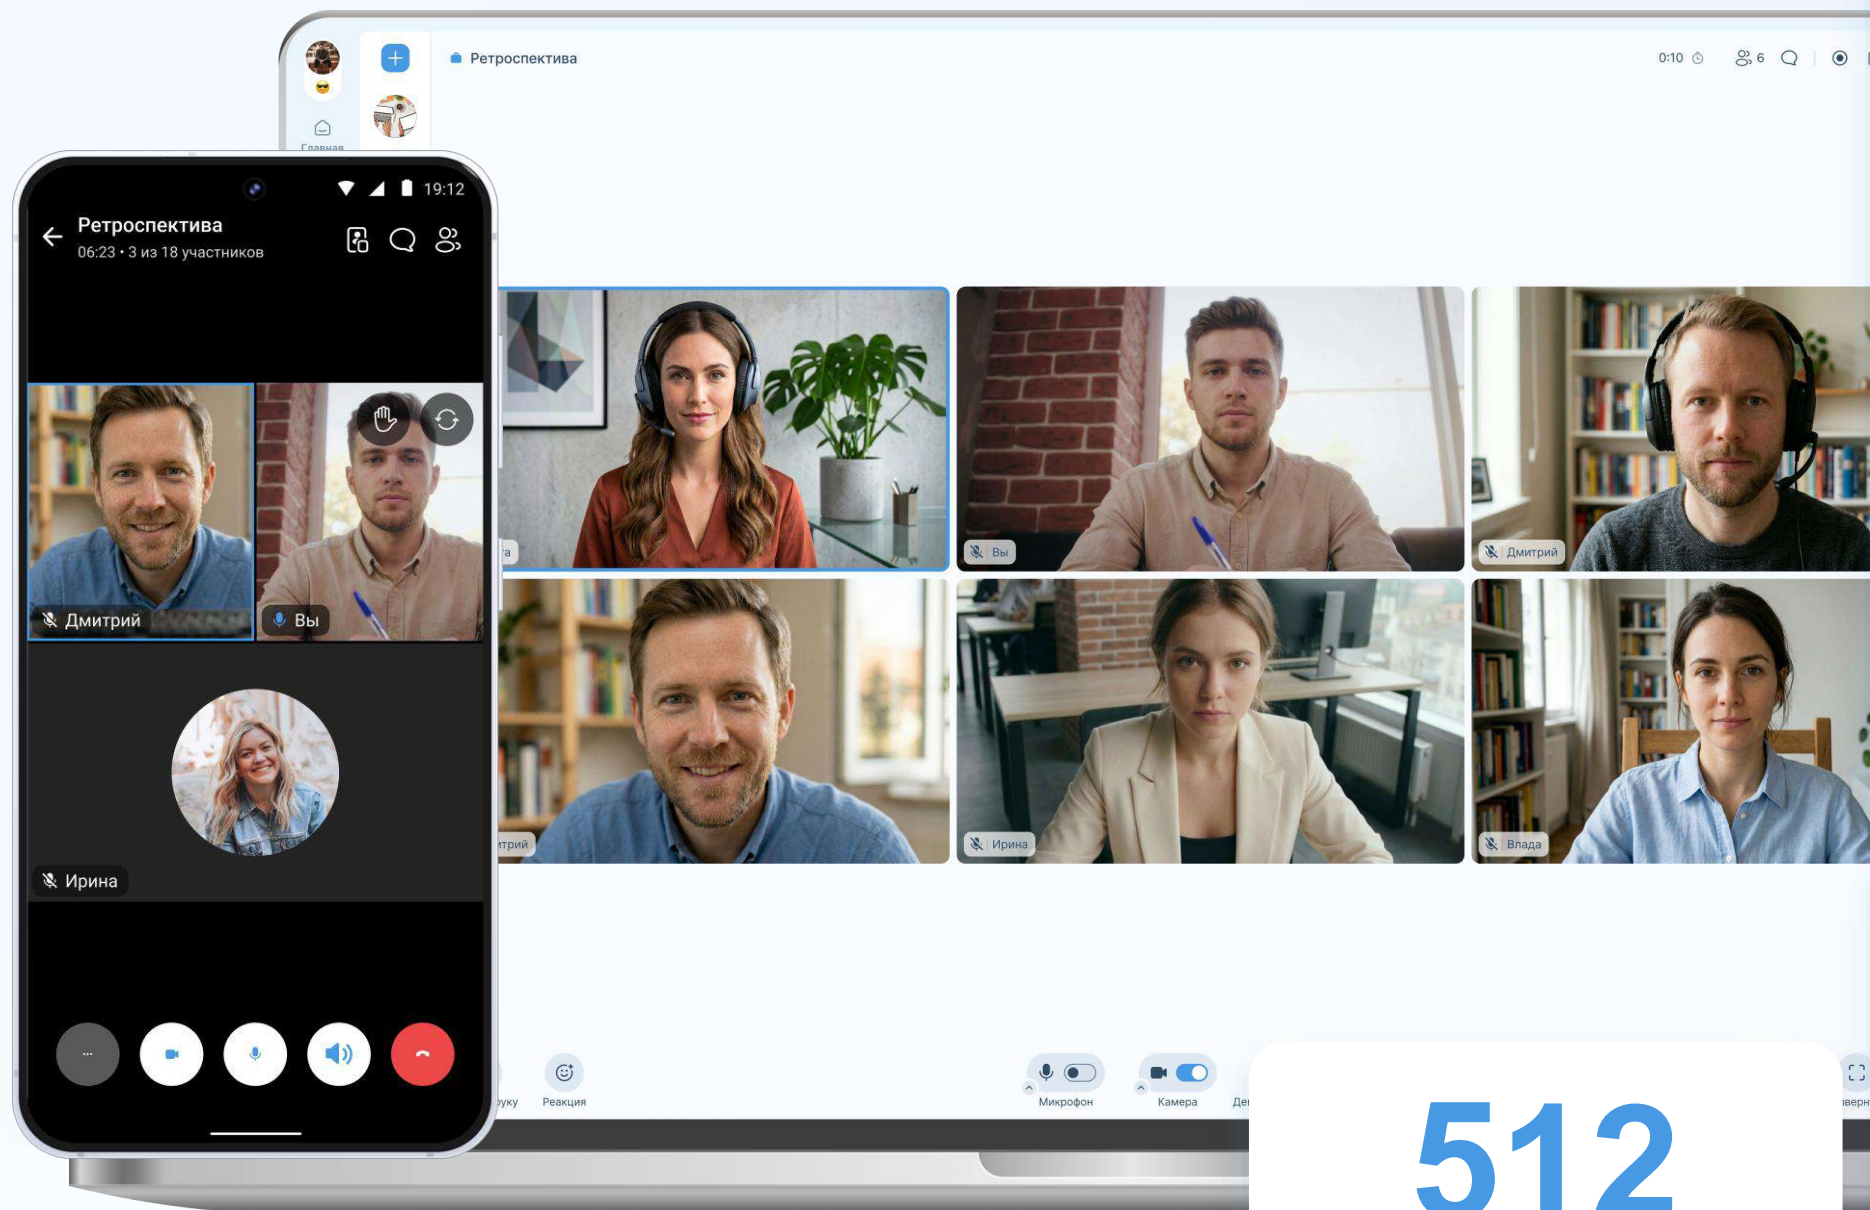 Ретроспектива
0:10
6
Главная
19:12
Ретроспектива
06:23 • 3 из 18 участников
Вы
Дмитрий
Дмитрий
Вы
Ирина
Влада
Ирина
Реакция
Микрофон
Камера
512